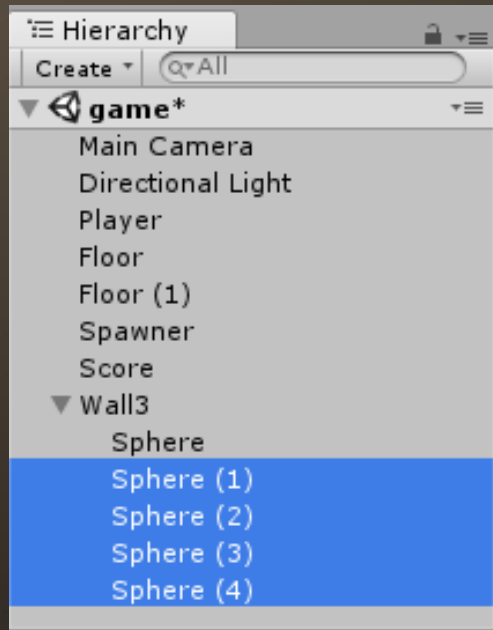 Hierarchy
Create All
game*
Main Camera
Directional Light
Player
Floor
Floor (1)
Spawner
Score
Wall3
Sphere
Sphere (1)
Sphere (2)
Sphere (3)
Sphere (4)